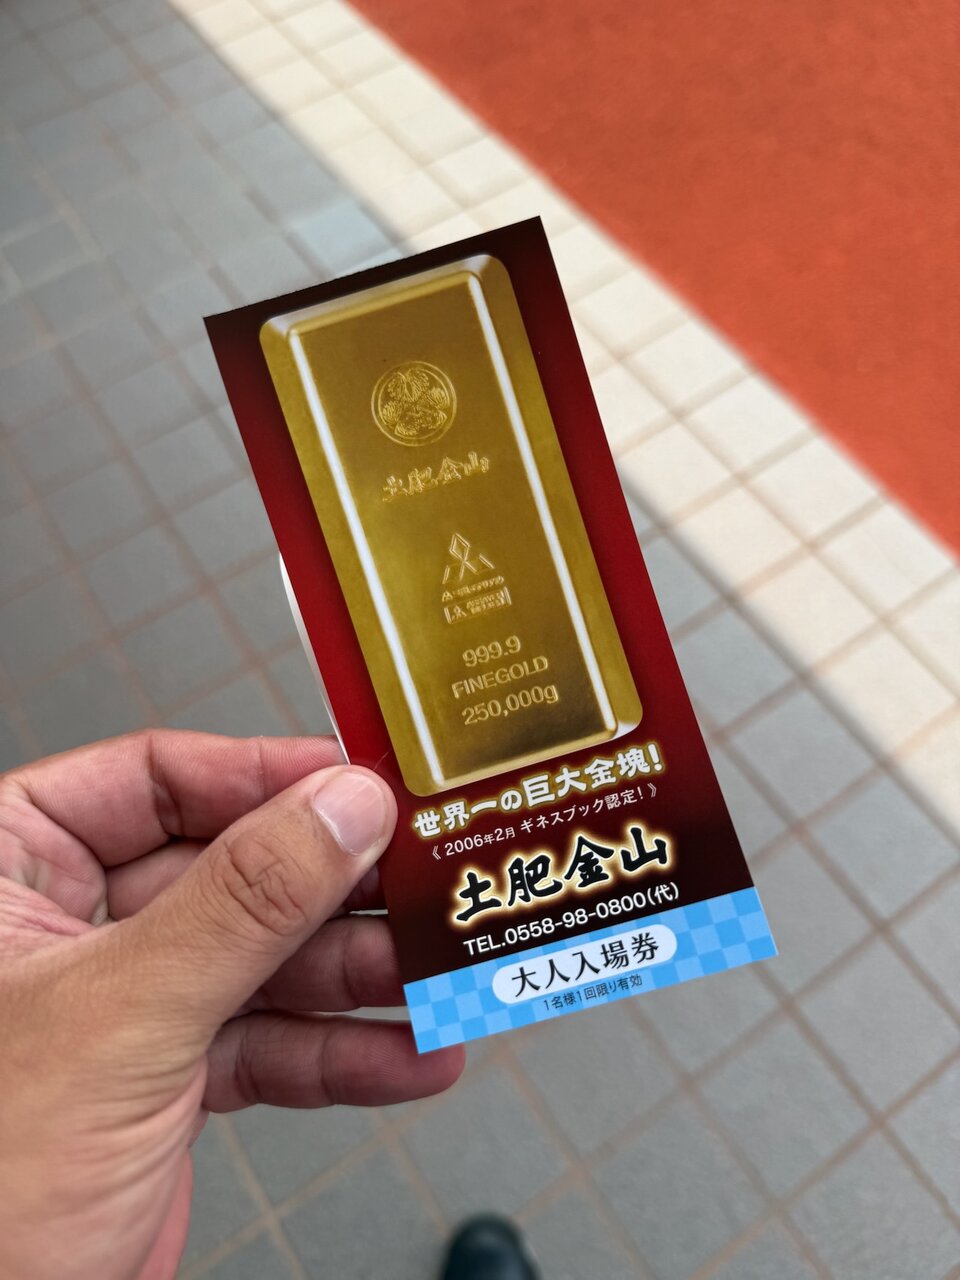 土肥金山
999.9
FINEGOLD
250,000g
世界一の巨大金塊!
《2006年2月 ギネスブック認定!》
土肥金山
TEL.0558-98-0800(代)
大人入場券
1名様1回限り有効